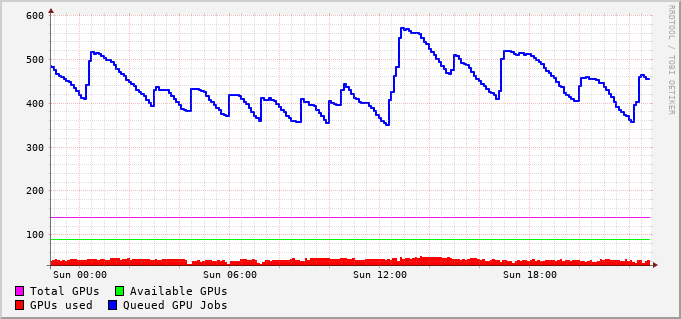 600
500
400
300
200
100
Sun 00:00 Sun 06:00 Sun 12:00 Sun 18:00
Total GPUs Available GPUs
GPUs used Queued GPU Jobs
RRDTOOL / TOBI OETIKER